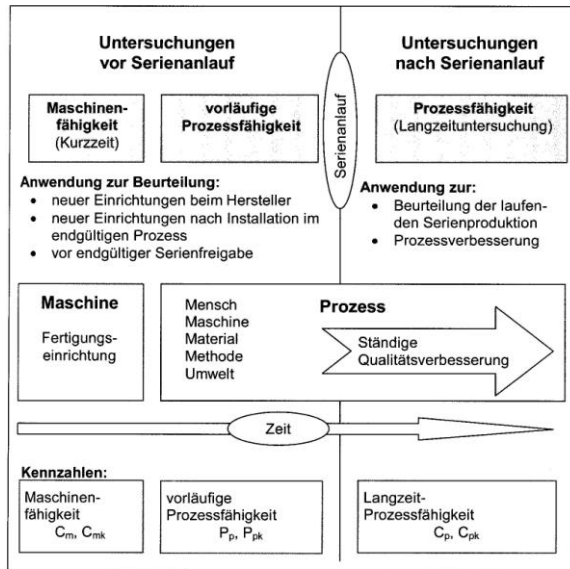 Untersuchungen
vor Serienanlauf
Untersuchungen
nach Serienanlauf
Serienanlauf
Maschinen-
fähigkeit
(Kurzzeit)
vorläufige
Prozessfähigkeit
Prozessfähigkeit
(Langzeituntersuchung)
Anwendung zur Beurteilung:
• neuer Einrichtungen beim Hersteller
• neuer Einrichtungen nach Installation im
endgültigen Prozess
• vor endgültiger Serienfreigabe
Anwendung zur:
• Beurteilung der laufen-
den Serienproduktion
• Prozessverbesserung
Maschine
Fertigungs-
einrichtung
Mensch
Maschine
Material
Methode
Umwelt
Prozess
Ständige
Qualitätsverbesserung
Zeit
Kennzahlen:
Maschinen-
fähigkeit
Cm, Cmk
vorläufige
Prozessfähigkeit
Pp, Ppk
Langzeit-
Prozessfähigkeit
Cp, Cpk